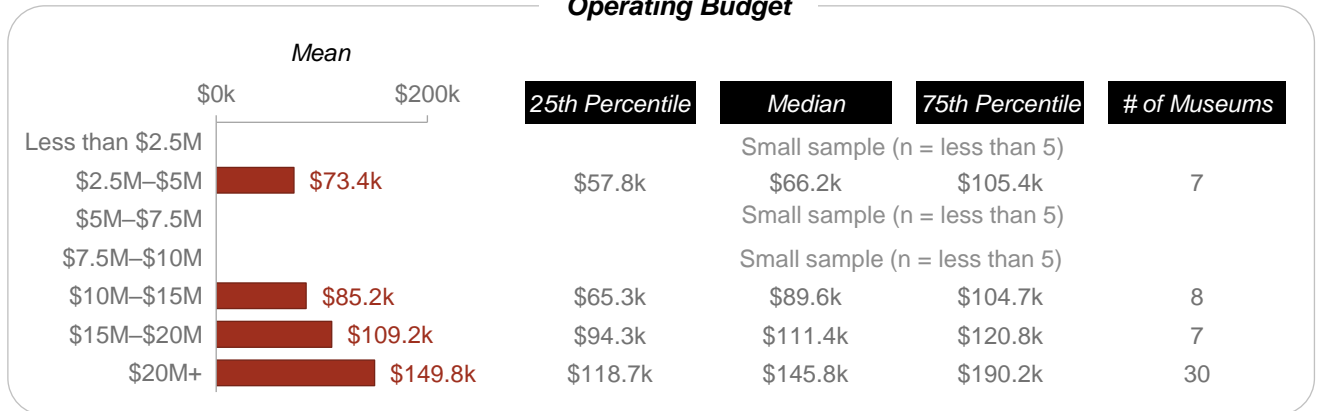 Operating Budget
Mean
$0k $200k 25th Percentile Median 75th Percentile # of Museums
Less than $2.5M Small sample (n = less than 5)
$2.5M–$5M $73.4k $57.8k $66.2k $105.4k 7
$5M–$7.5M Small sample (n = less than 5)
$7.5M–$10M Small sample (n = less than 5)
$10M–$15M $85.2k $65.3k $89.6k $104.7k 8
$15M–$20M $109.2k $94.3k $111.4k $120.8k 7
$20M+ $149.8k $118.7k $145.8k $190.2k 30